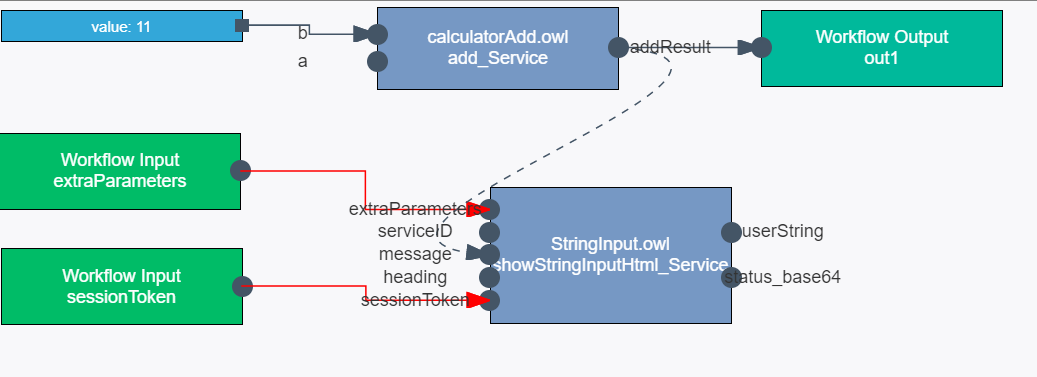 value: 11
b
a
calculatorAdd.owl
add_Service
addResult
Workflow Output
out1
Workflow Input
extraParameters
extraParameters
serviceID
message
heading
sessionToken
StringInput.owl
showStringInputHtml_Service
userString
status_base64
Workflow Input
sessionToken